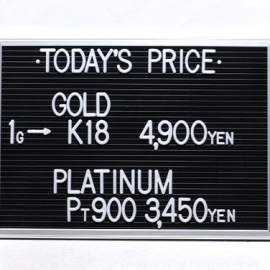 ·TODAY'S PRICE·
GOLD
1G→ K18 4,900YEN
PLATINUM
PT900 3,450YEN